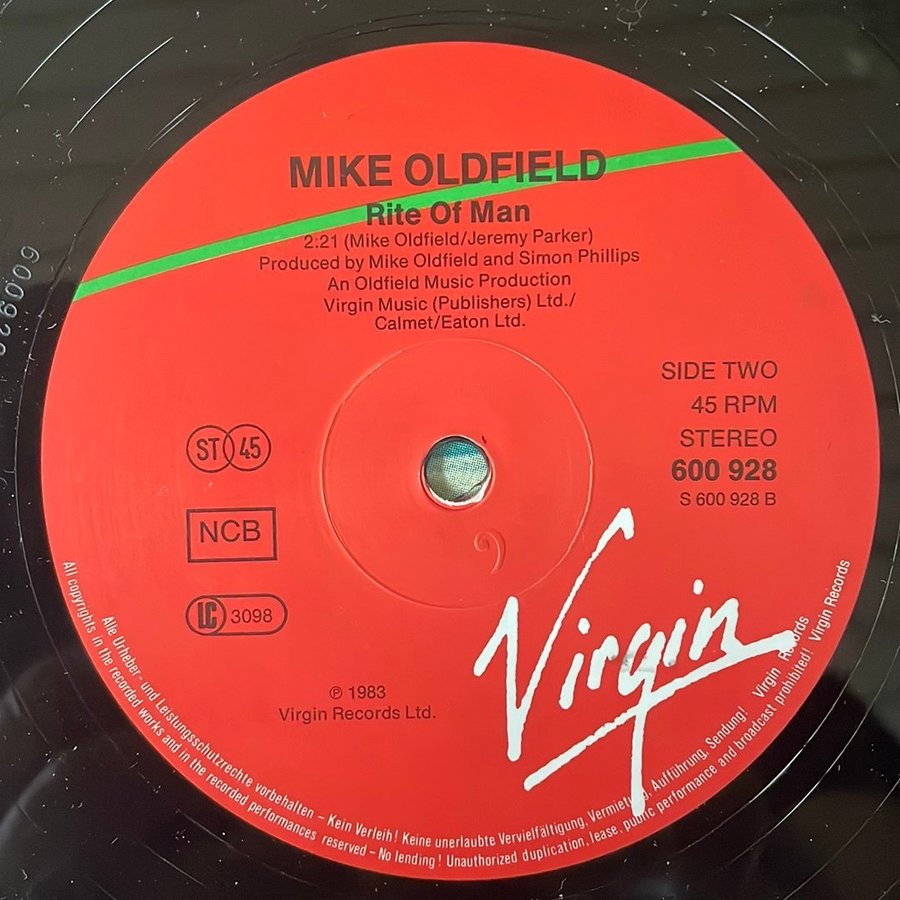 MIKE OLDFIELD
Rite Of Man
2:21 (Mike Oldfield/Jeremy Parker)
Produced by Mike Oldfield and Simon Phillips
An Oldfield Music Production
Virgin Music (Publishers) Ltd./
Calmet/Eaton Ltd.
SIDE TWO
45 RPM
STEREO
600 928
S 600 928 B
ST 45
NCB
LC 3098
℗ 1983
Virgin Records Ltd.
Virgin
Alle Urheber- und Leistungsschutzrechte vorbehalten – Kein Verleih! Keine unerlaubte Vervielfältigung, Vermietung, Aufführung, Sendung! Virgin Records
All copyrights in the recorded works and in the recorded performances reserved – No lending! Unauthorized duplication, lease, public performance and broadcast prohibited! Virgin Records